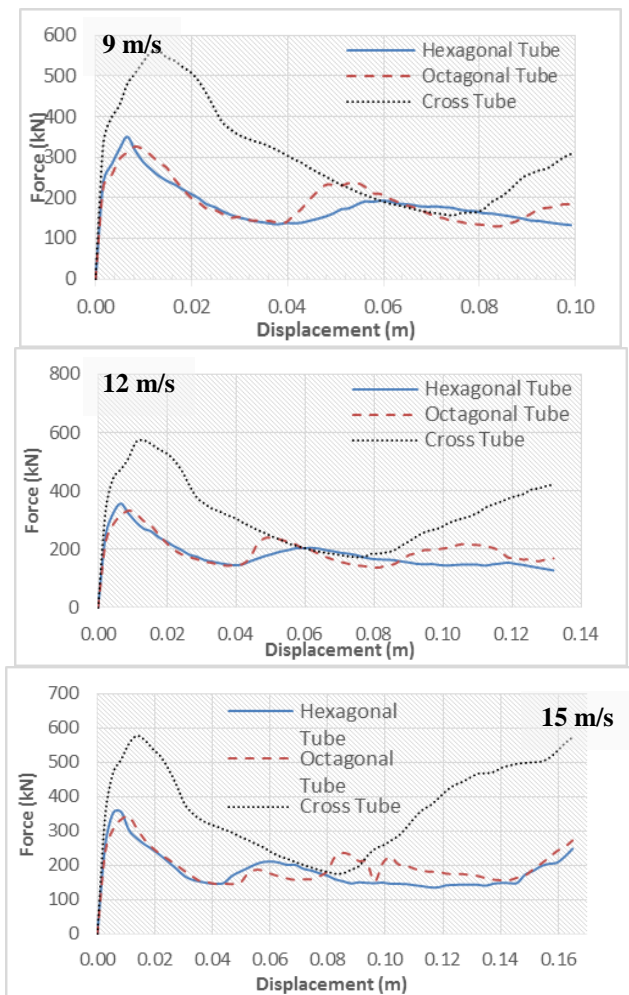 9 m/s
600
500
400
300
200
100
0
Force (kN)
Hexagonal Tube
Octagonal Tube
Cross Tube
0.00 0.02 0.04 0.06 0.08 0.10
Displacement (m)
12 m/s
800
600
400
200
0
Force (kN)
Hexagonal Tube
Octagonal Tube
Cross Tube
0.00 0.02 0.04 0.06 0.08 0.10 0.12 0.14
Displacement (m)
15 m/s
700
600
500
400
300
200
100
0
Force (kN)
Hexagonal
Tube
Octagonal
Tube
Cross Tube
0.00 0.02 0.04 0.06 0.08 0.10 0.12 0.14 0.16 0.18
Displacement (m)